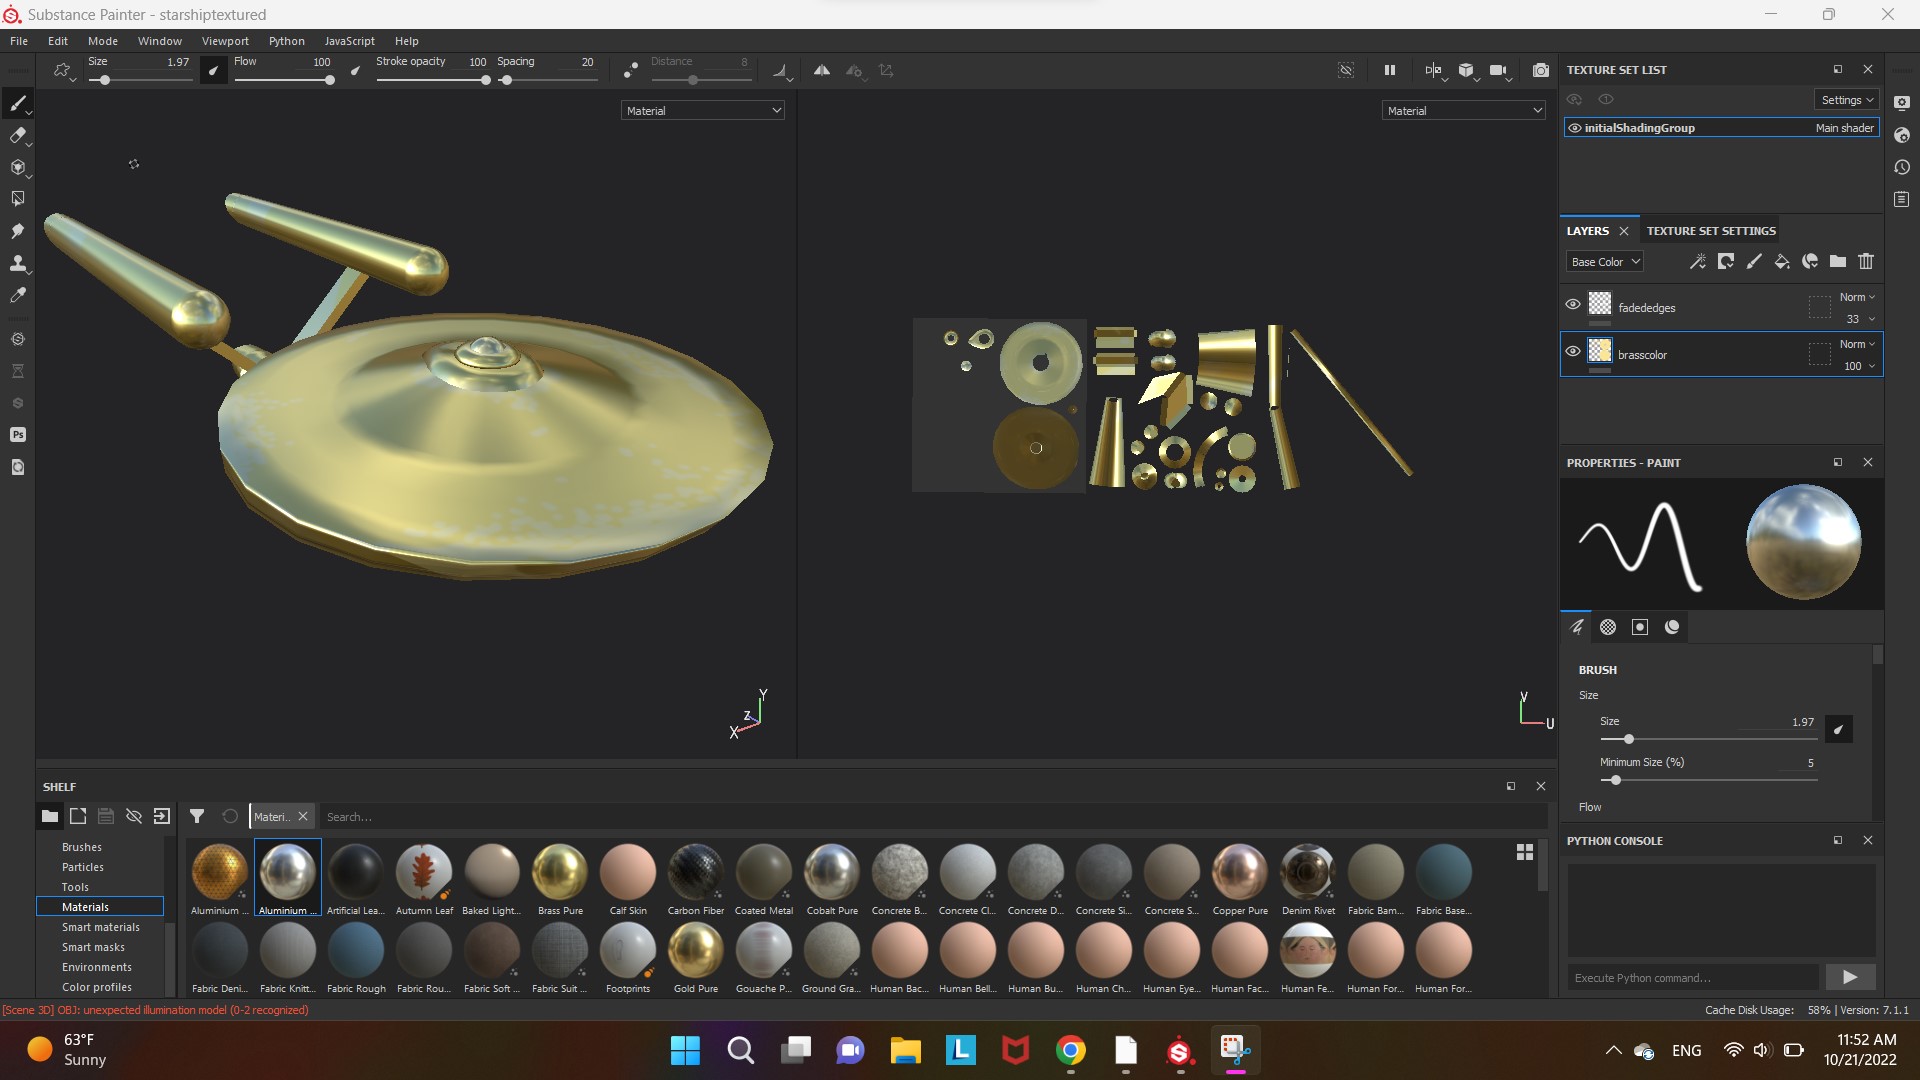 Substance Painter - starshiptextured
File Edit Mode Window Viewport Python JavaScript Help
Size 1.97 Flow 100 Stroke opacity 100 Spacing 20 Distance 8
Material
Material
Y
Z
X
V
U
TEXTURE SET LIST
Settings
initialShadingGroup Main shader
LAYERS TEXTURE SET SETTINGS
Base Color
fadededges Norm 33
brasscolor Norm 100
PROPERTIES - PAINT
BRUSH
Size
Size 1.97
Minimum Size (%) 5
Flow
PYTHON CONSOLE
Execute Python command...
SHELF
Materi.. Search...
Brushes
Particles
Tools
Materials
Smart materials
Smart masks
Environments
Color profiles
Aluminium ... Aluminium ... Artificial Lea... Autumn Leaf Baked Light... Brass Pure Calf Skin Carbon Fiber Coated Metal Cobalt Pure Concrete B... Concrete Cl... Concrete D... Concrete Si... Concrete S... Copper Pure Denim Rivet Fabric Bam... Fabric Base...
Fabric Deni... Fabric Knitt... Fabric Rough Fabric Rou... Fabric Soft ... Fabric Suit ... Footprints Gold Pure Gouache P... Ground Gra... Human Bac... Human Bell... Human Bu... Human Ch... Human Eye... Human Fac... Human Fe... Human For... Human For...
[Scene 3D] OBJ: unexpected illumination model (0-2 recognized)
Cache Disk Usage: 58% | Version: 7.1.1
63°F
Sunny
ENG
11:52 AM
10/21/2022
Ps
L